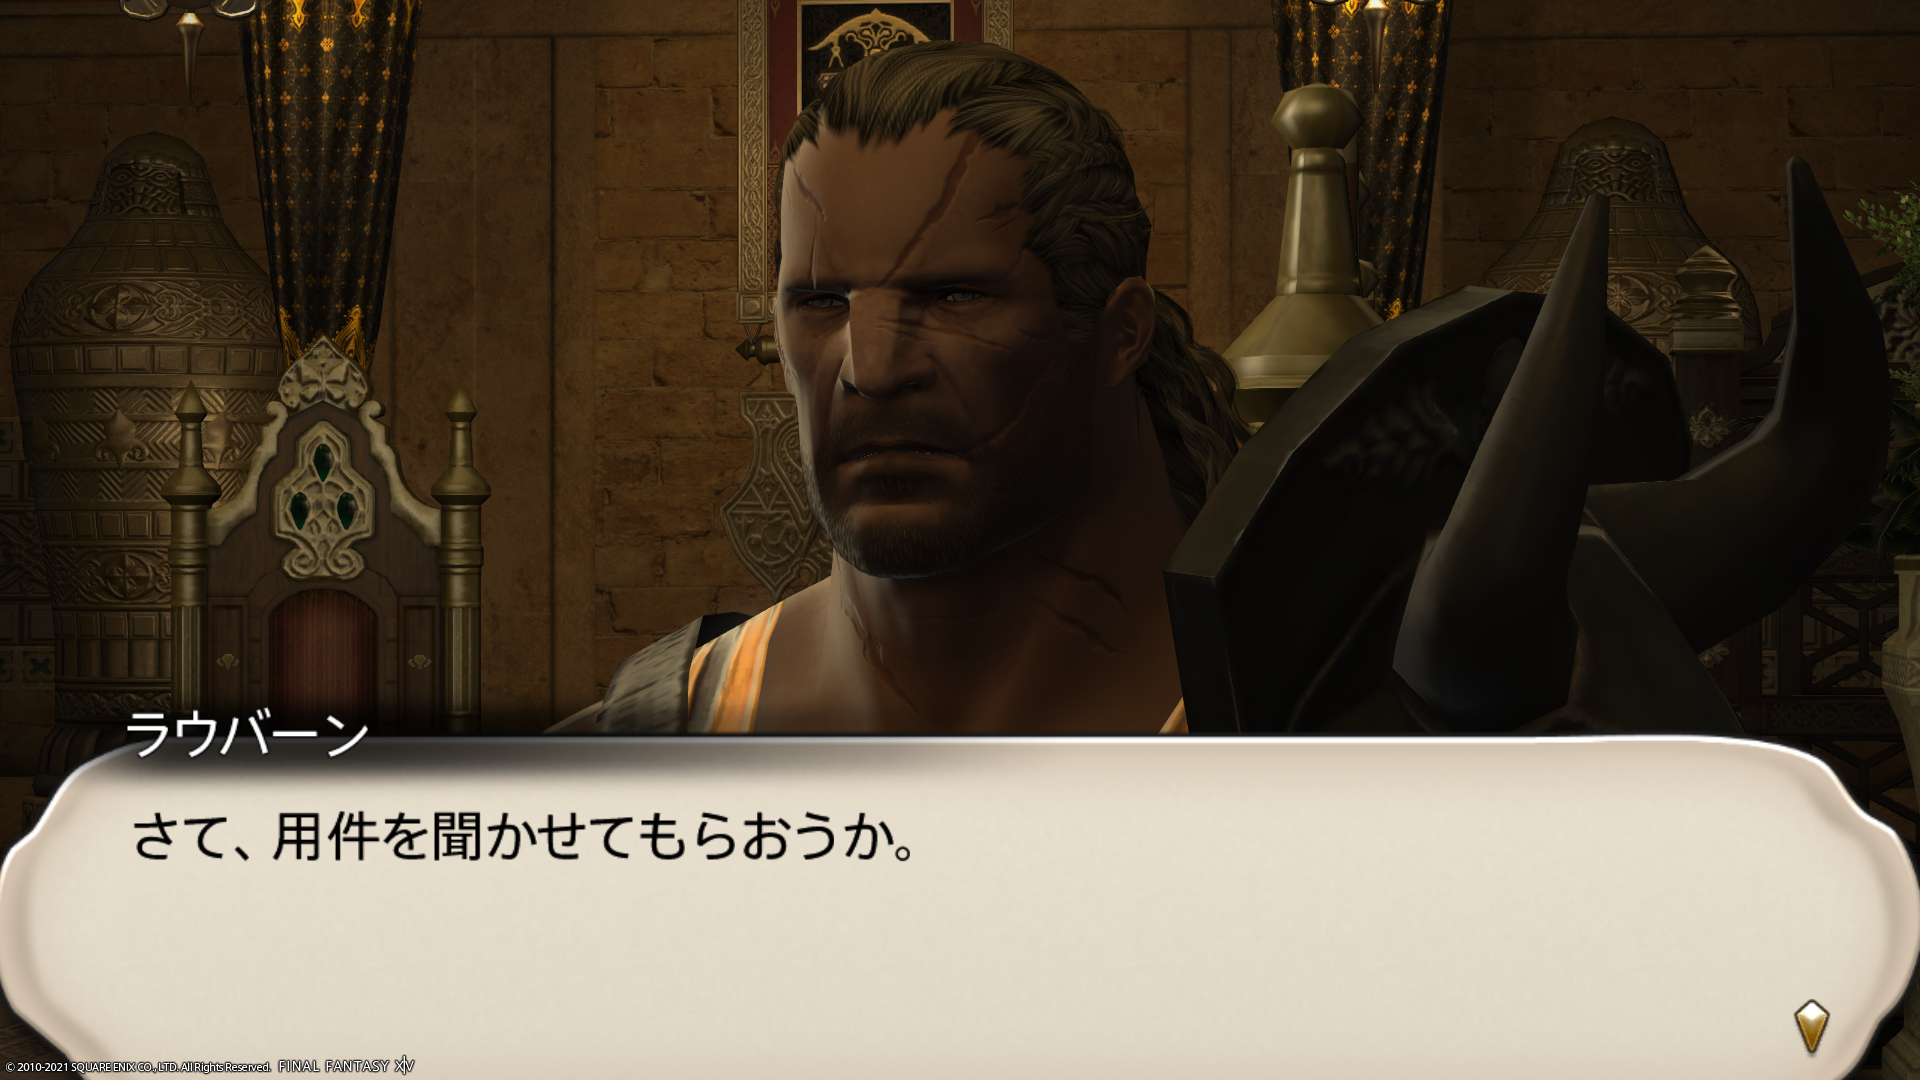 ラウバーン
さて、用件を聞かせてもらおうか。
© 2010-2021 SQUARE ENIX CO., LTD. All Rights Reserved. FINAL FANTASY XIV